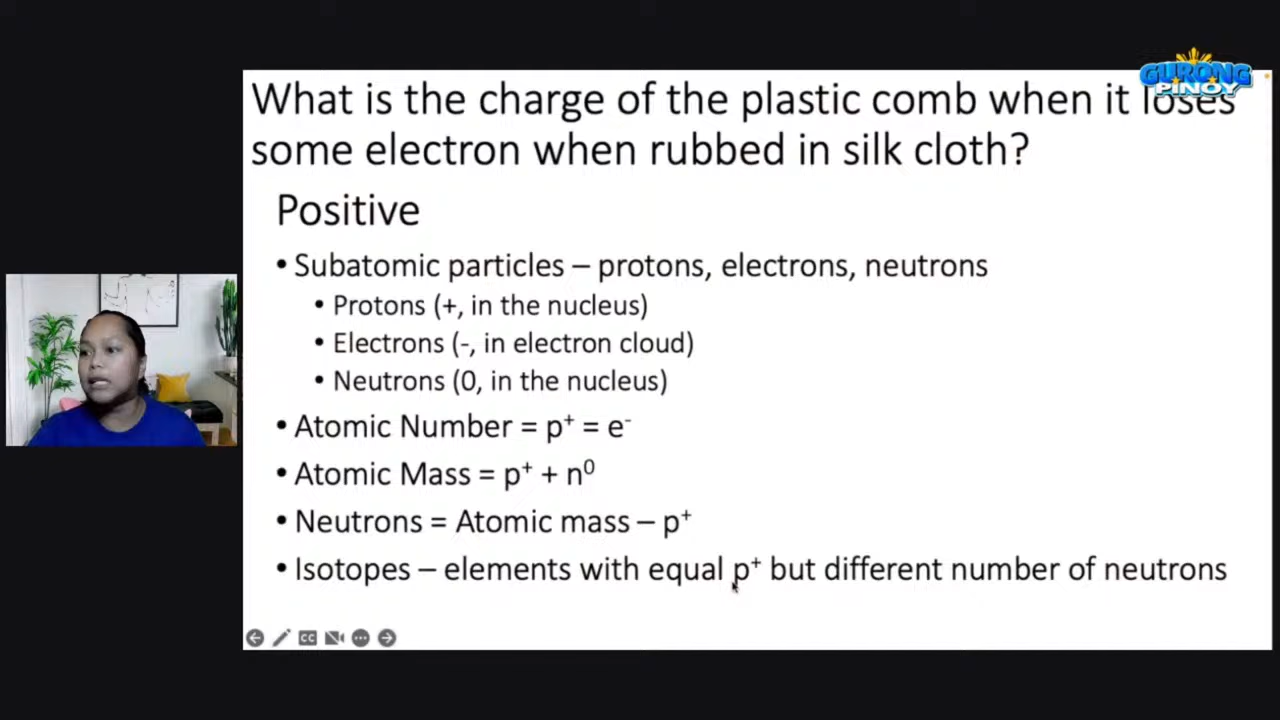 GURONG
PINOY
What is the charge of the plastic comb when it loses
some electron when rubbed in silk cloth?
Positive
• Subatomic particles – protons, electrons, neutrons
• Protons (+, in the nucleus)
• Electrons (-, in electron cloud)
• Neutrons (0, in the nucleus)
• Atomic Number = p⁺ = e⁻
• Atomic Mass = p⁺ + n⁰
• Neutrons = Atomic mass – p⁺
• Isotopes – elements with equal p⁺ but different number of neutrons
CC